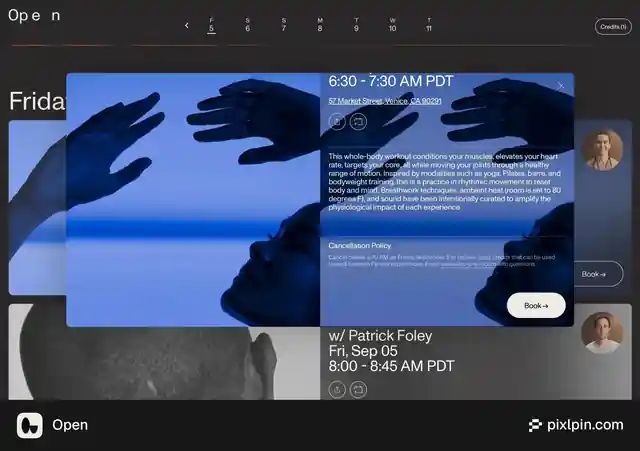 Open
F S S M T W T
5 6 7 8 9 10 11
Credits (1)
Frida
6:30 - 7:30 AM PDT
57 Market Street, Venice, CA 90291
This whole-body workout conditions your muscles, elevates your heart
rate, targets your core, all while moving your joints through a healthy
range of motion. Inspired by modalities such as yoga, Pilates, barre, and
bodyweight training, this is a practice in rhythmic movement to reset
body and mind. Breathwork techniques, ambient heat (room is set to 80
degrees F), and sound have been intentionally curated to amplify the
physiological impact of each experience
Cancellation Policy
Book →
Book →
w/ Patrick Foley
Fri, Sep 05
8:00 - 8:45 AM PDT
Open
pixlpin.com